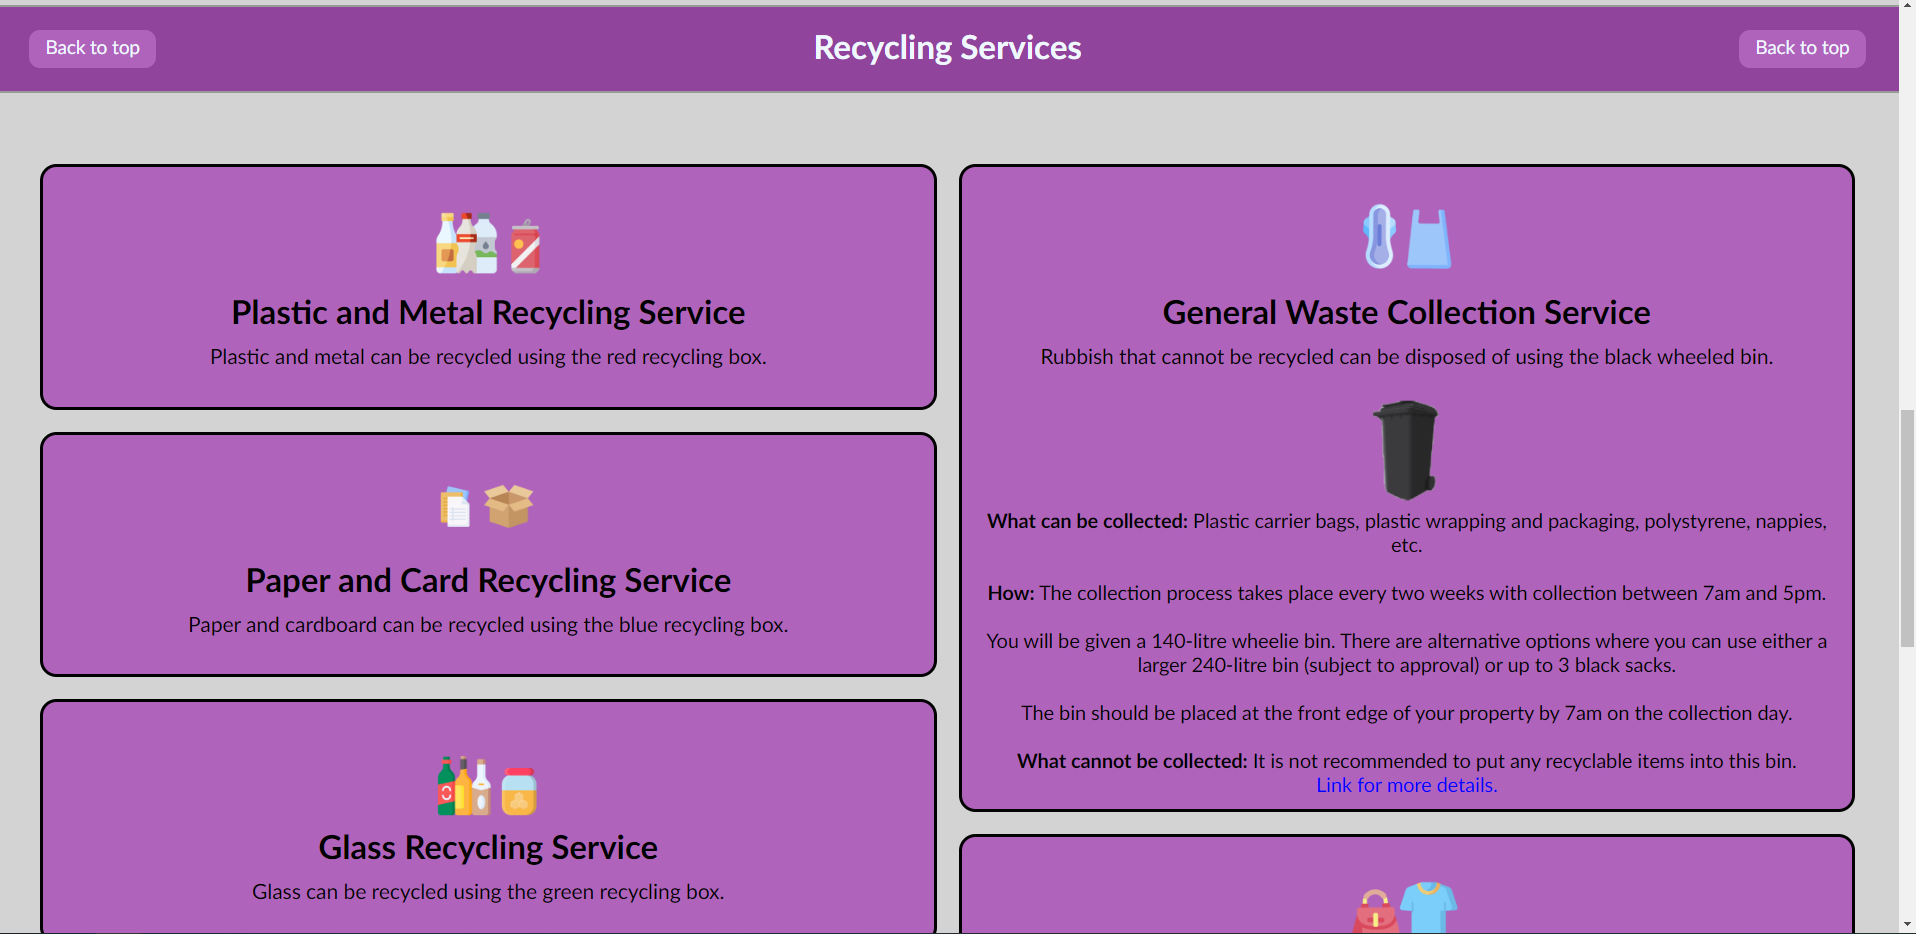 Back to top
Recycling Services
Back to top
Plastic and Metal Recycling Service
Plastic and metal can be recycled using the red recycling box.
Paper and Card Recycling Service
Paper and cardboard can be recycled using the blue recycling box.
Glass Recycling Service
Glass can be recycled using the green recycling box.
General Waste Collection Service
Rubbish that cannot be recycled can be disposed of using the black wheeled bin.
What can be collected: Plastic carrier bags, plastic wrapping and packaging, polystyrene, nappies,
etc.
How: The collection process takes place every two weeks with collection between 7am and 5pm.
You will be given a 140-litre wheelie bin. There are alternative options where you can use either a
larger 240-litre bin (subject to approval) or up to 3 black sacks.
The bin should be placed at the front edge of your property by 7am on the collection day.
What cannot be collected: It is not recommended to put any recyclable items into this bin.
Link for more details.